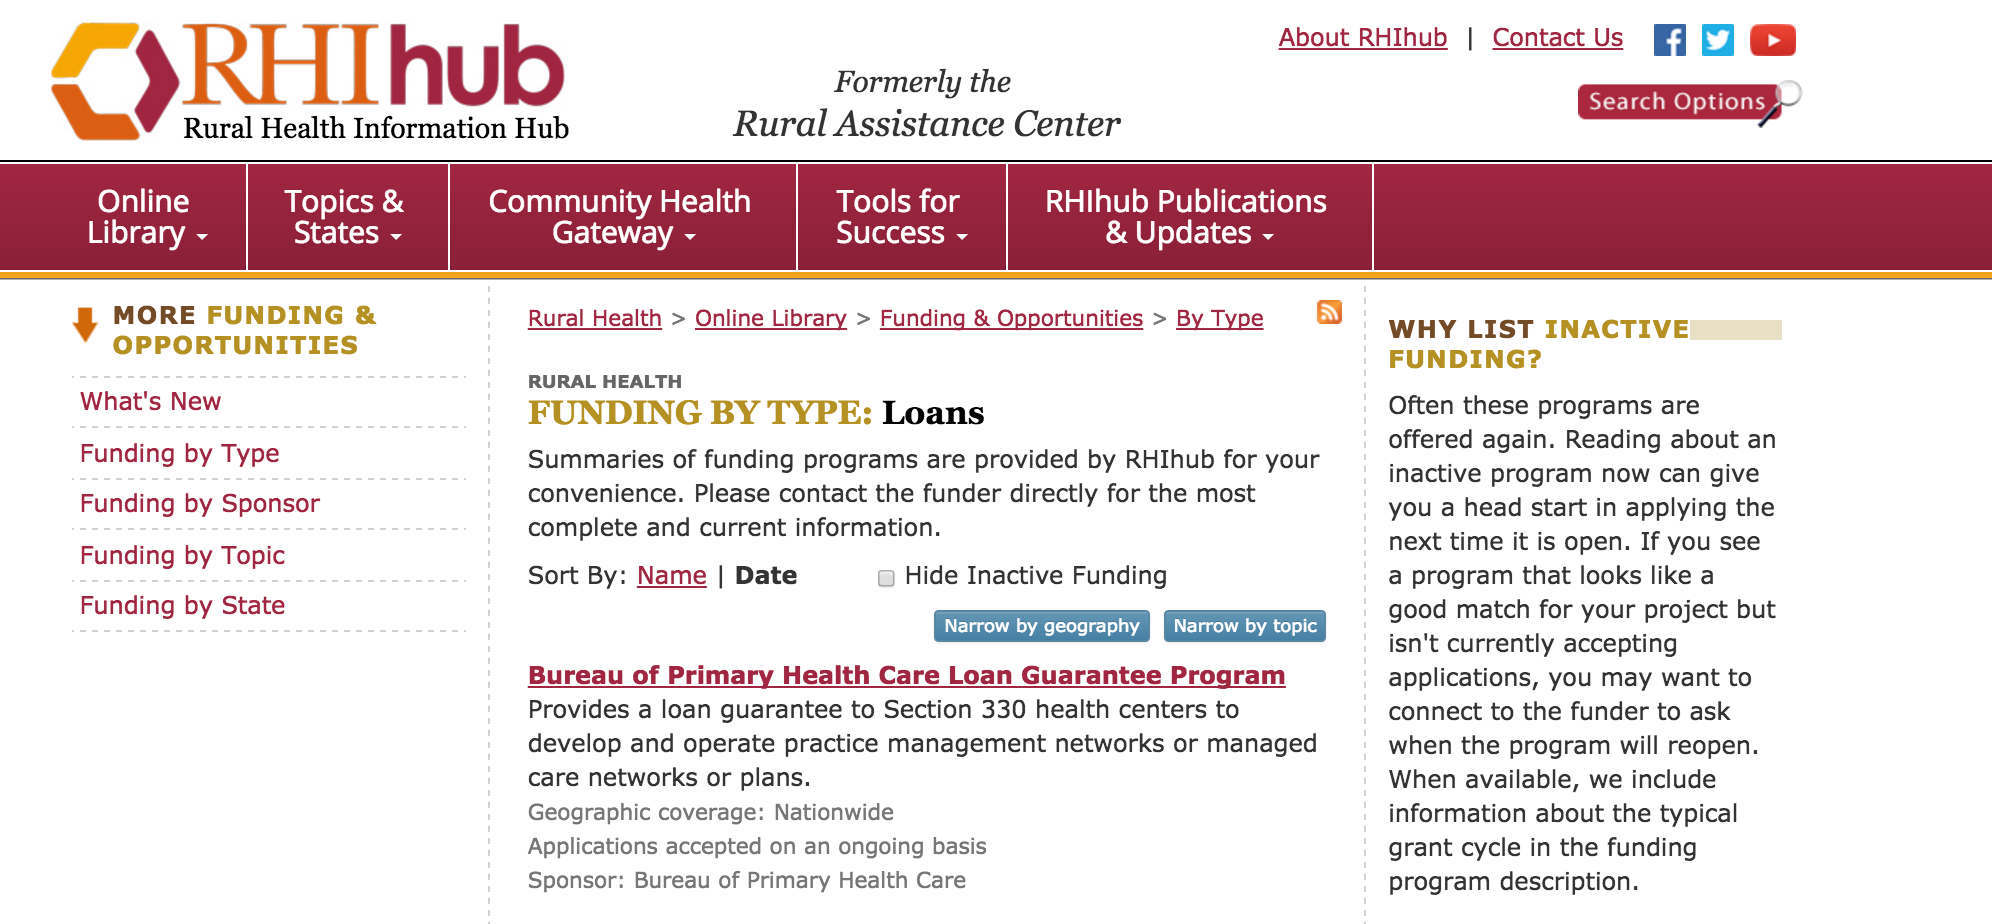 RHIhub
Rural Health Information Hub
Formerly the
Rural Assistance Center
About RHIhub | Contact Us
Search Options
Online
Library
Topics &
States
Community Health
Gateway
Tools for
Success
RHIhub Publications
& Updates
MORE FUNDING &
OPPORTUNITIES
What's New
Funding by Type
Funding by Sponsor
Funding by Topic
Funding by State
Rural Health > Online Library > Funding & Opportunities > By Type
RURAL HEALTH
FUNDING BY TYPE: Loans
Summaries of funding programs are provided by RHIhub for your
convenience. Please contact the funder directly for the most
complete and current information.
Sort By: Name | Date
Hide Inactive Funding
Narrow by geography
Narrow by topic
Bureau of Primary Health Care Loan Guarantee Program
Provides a loan guarantee to Section 330 health centers to
develop and operate practice management networks or managed
care networks or plans.
Geographic coverage: Nationwide
Applications accepted on an ongoing basis
Sponsor: Bureau of Primary Health Care
WHY LIST INACTIVE
FUNDING?
Often these programs are
offered again. Reading about an
inactive program now can give
you a head start in applying the
next time it is open. If you see
a program that looks like a
good match for your project but
isn't currently accepting
applications, you may want to
connect to the funder to ask
when the program will reopen.
When available, we include
information about the typical
grant cycle in the funding
program description.